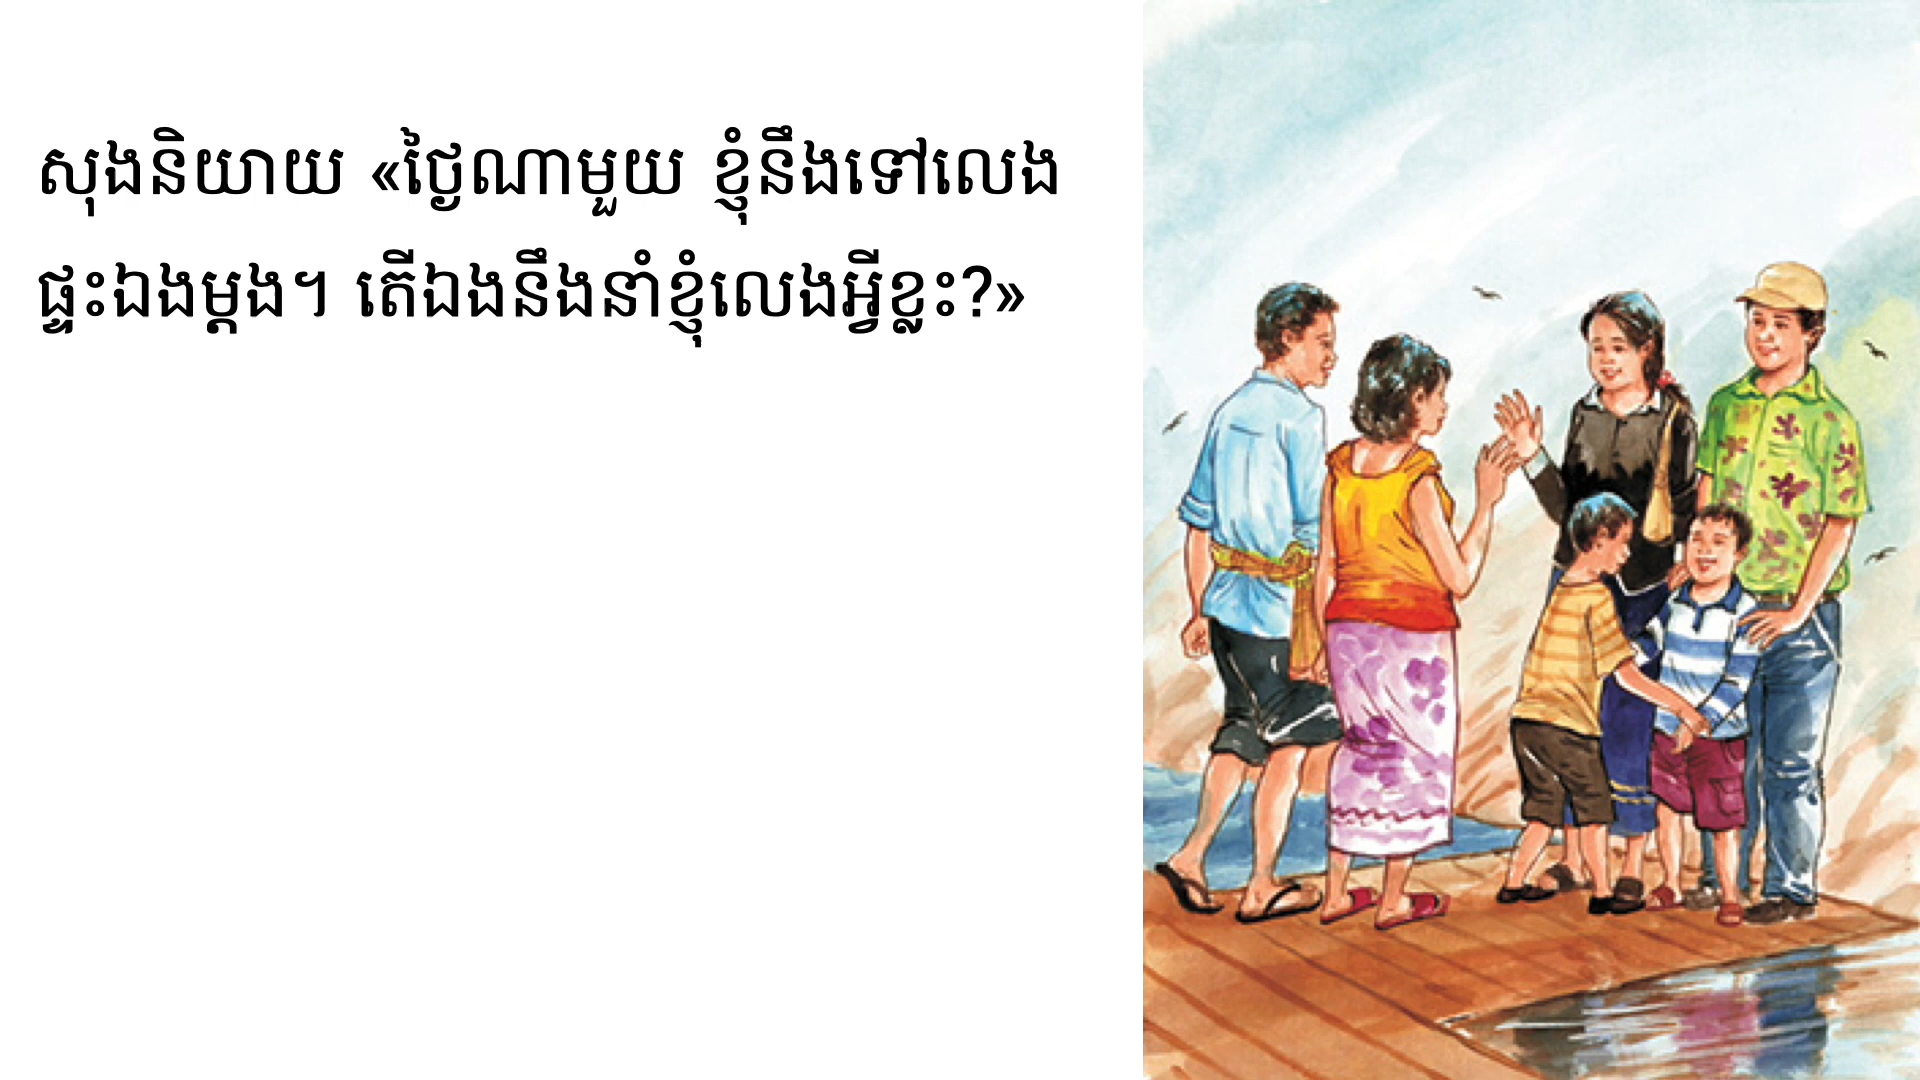 សុងនិយាយ «ថ្ងៃណាមួយ ខ្ញុំនឹងទៅលេង
ផ្ទះឯងម្ដង។ តើឯងនឹងនាំខ្ញុំលេងអ្វីខ្លះ?»